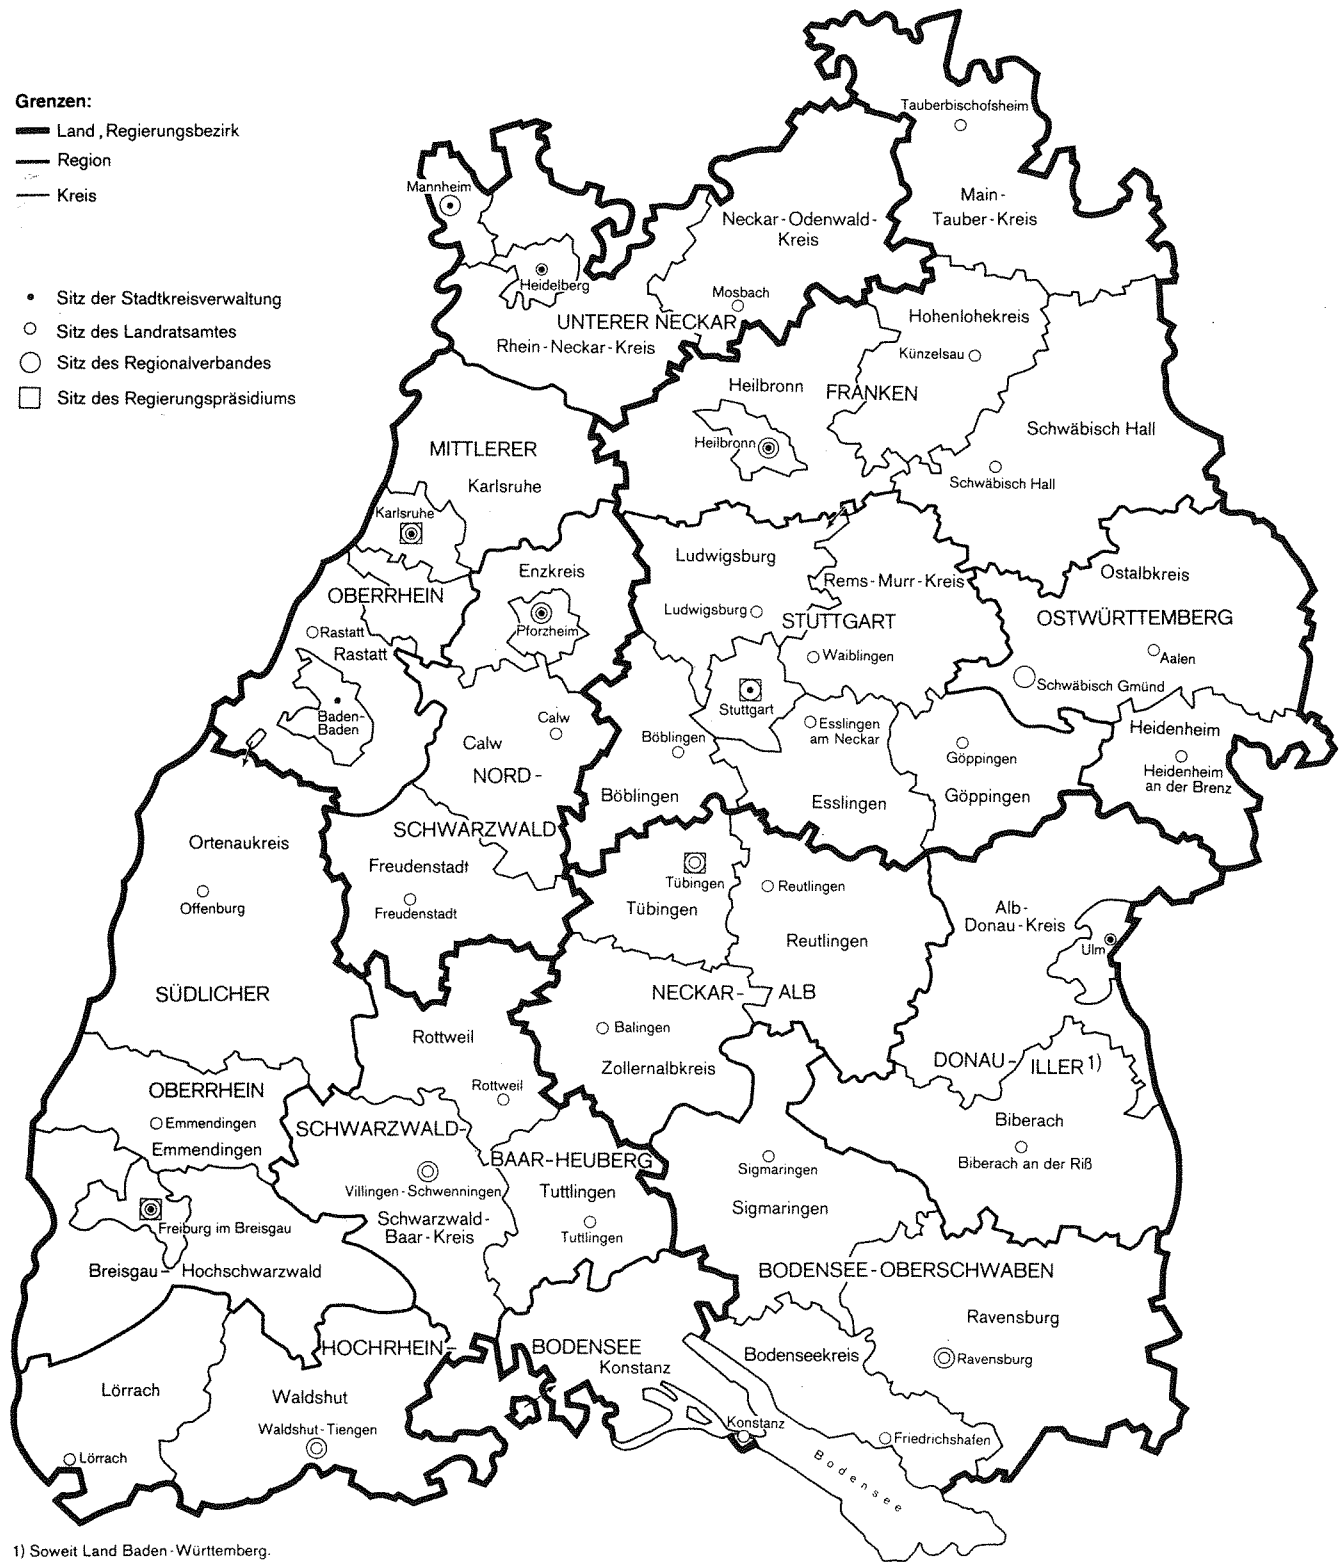 Grenzen:
Land, Regierungsbezirk
Region
Kreis
Sitz der Stadtkreisverwaltung
Sitz des Landratsamtes
Sitz des Regionalverbandes
Sitz des Regierungspräsidiums
Tauberbischofsheim
Main-
Tauber-Kreis
Mannheim
Neckar-Odenwald-
Kreis
Heidelberg
Mosbach
UNTERER NECKAR
Rhein-Neckar-Kreis
Hohenlohekreis
Künzelsau
Heilbronn
FRANKEN
Heilbronn
Schwäbisch Hall
Schwäbisch Hall
MITTLERER
Karlsruhe
Karlsruhe
Enzkreis
OBERRHEIN
Pforzheim
Rastatt
Rastatt
Baden-
Baden
Ludwigsburg
Rems-Murr-Kreis
Ludwigsburg
STUTTGART
Waiblingen
Stuttgart
Ostalbkreis
OSTWÜRTTEMBERG
Aalen
Schwäbisch Gmünd
Calw
Calw
NORD-
Böblingen
Böblingen
Esslingen
am Neckar
Esslingen
Göppingen
Göppingen
Heidenheim
Heidenheim
an der Brenz
SCHWARZWALD
Freudenstadt
Freudenstadt
Ortenaukreis
Offenburg
SÜDLICHER
Tübingen
Tübingen
Reutlingen
Reutlingen
Alb-
Donau-Kreis
Ulm
NECKAR-ALB
Balingen
Zollernalbkreis
Rottweil
Rottweil
DONAU-ILLER 1)
Biberach
Biberach an der Riß
OBERRHEIN
Emmendingen
Emmendingen
SCHWARZWALD-
BAAR-HEUBERG
Villingen-Schwenningen
Schwarzwald-
Baar-Kreis
Tuttlingen
Tuttlingen
Sigmaringen
Sigmaringen
Freiburg im Breisgau
Breisgau-Hochschwarzwald
BODENSEE-OBERSCHWABEN
Ravensburg
Ravensburg
Bodenseekreis
HOCHRHEIN-
BODENSEE
Konstanz
Konstanz
Lörrach
Waldshut
Waldshut-Tiengen
Lörrach
Friedrichshafen
Bodensee
1) Soweit Land Baden-Württemberg.